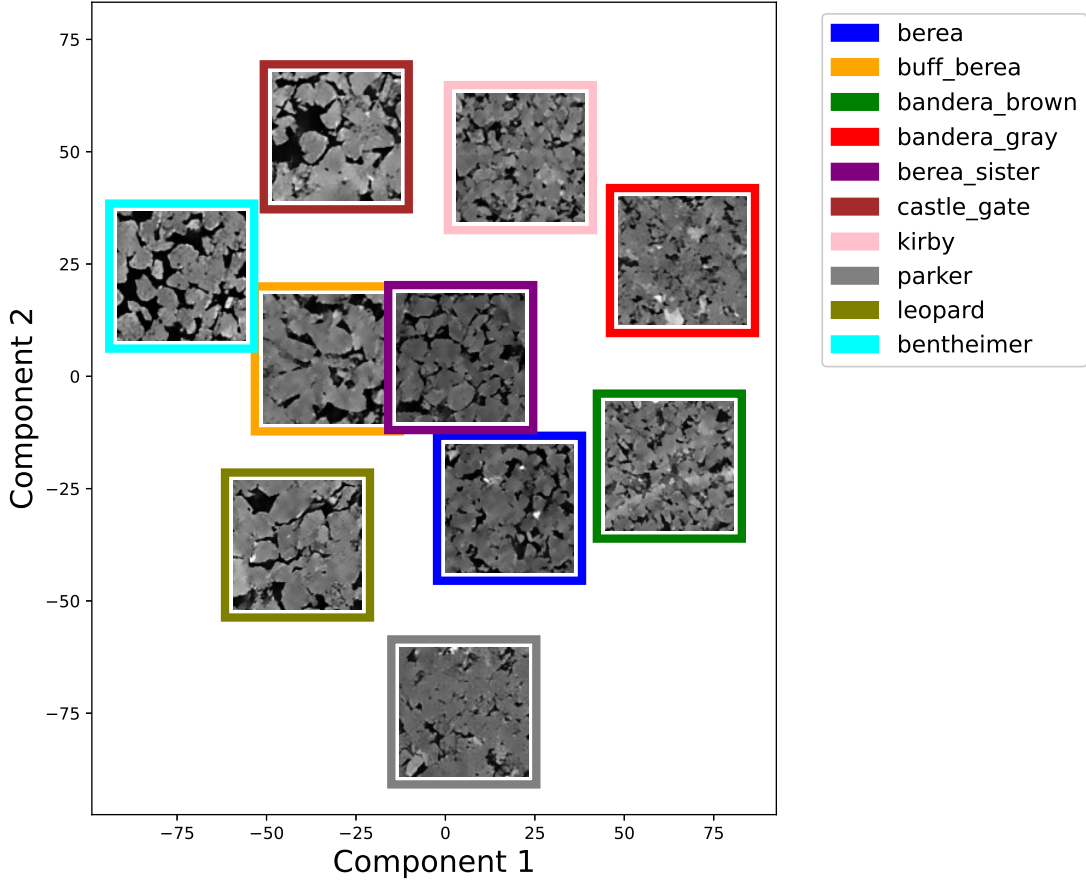 75
50
25
0
−25
−50
−75
Component 2
−75
−50
−25
0
25
50
75
Component 1
berea
buff_berea
bandera_brown
bandera_gray
berea_sister
castle_gate
kirby
parker
leopard
bentheimer